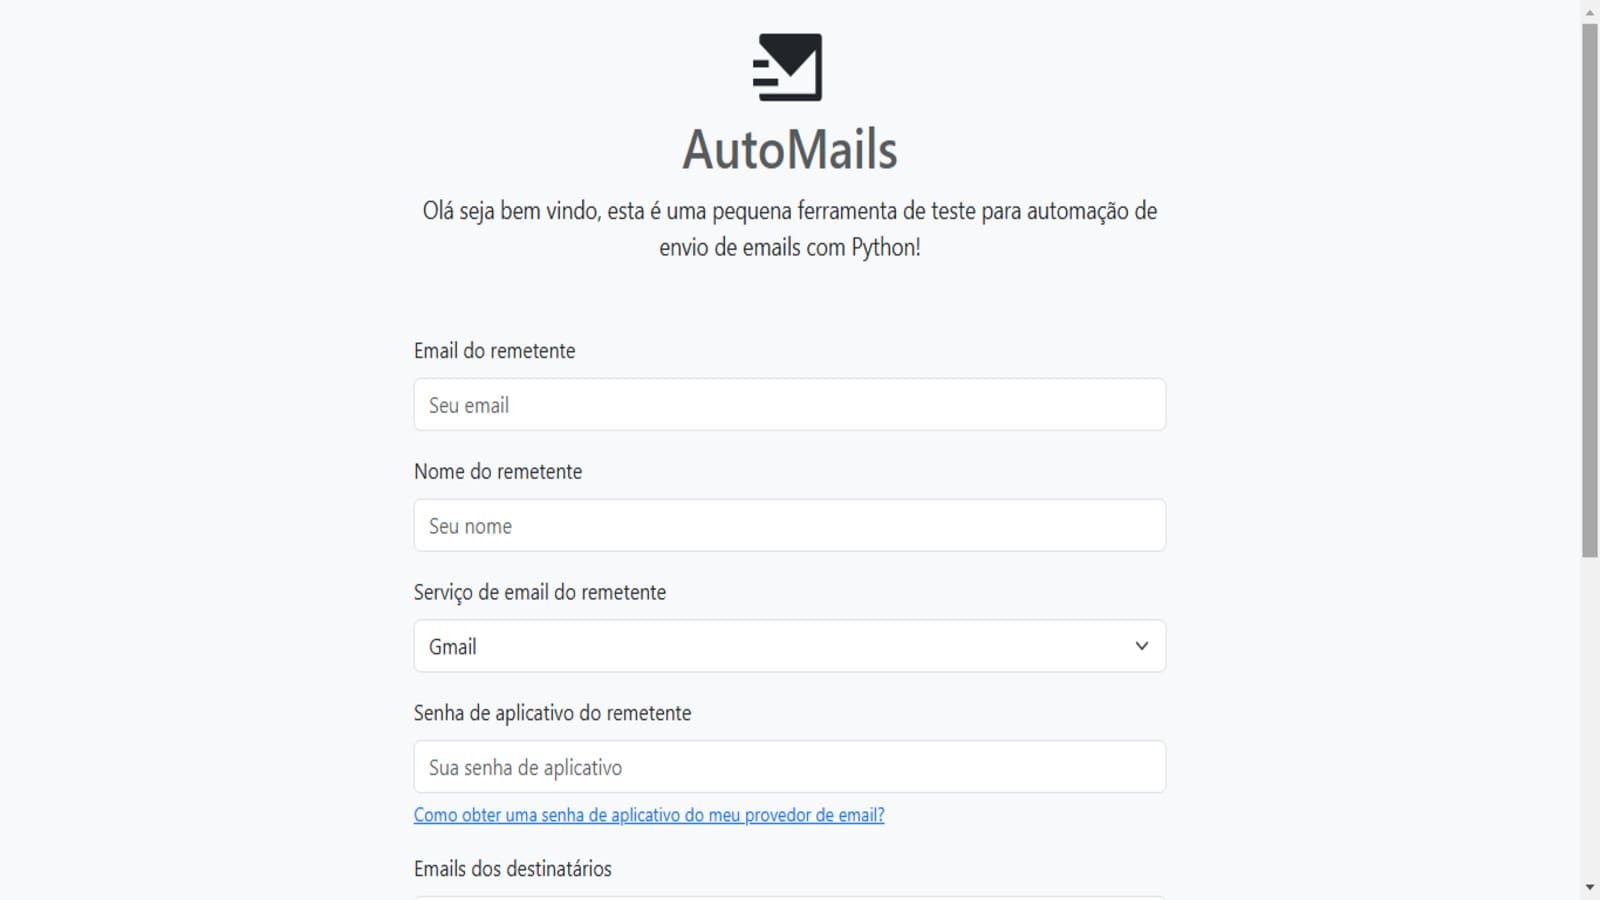 AutoMails
Olá seja bem vindo, esta é uma pequena ferramenta de teste para automação de
envio de emails com Python!
Email do remetente
Seu email
Nome do remetente
Seu nome
Serviço de email do remetente
Gmail
Senha de aplicativo do remetente
Sua senha de aplicativo
Como obter uma senha de aplicativo do meu provedor de email?
Emails dos destinatários